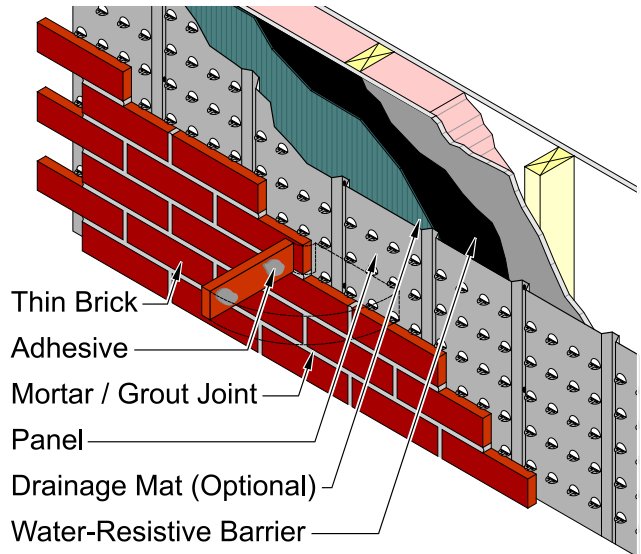 Thin Brick
Adhesive
Mortar / Grout Joint
Panel
Drainage Mat (Optional)
Water-Resistive Barrier